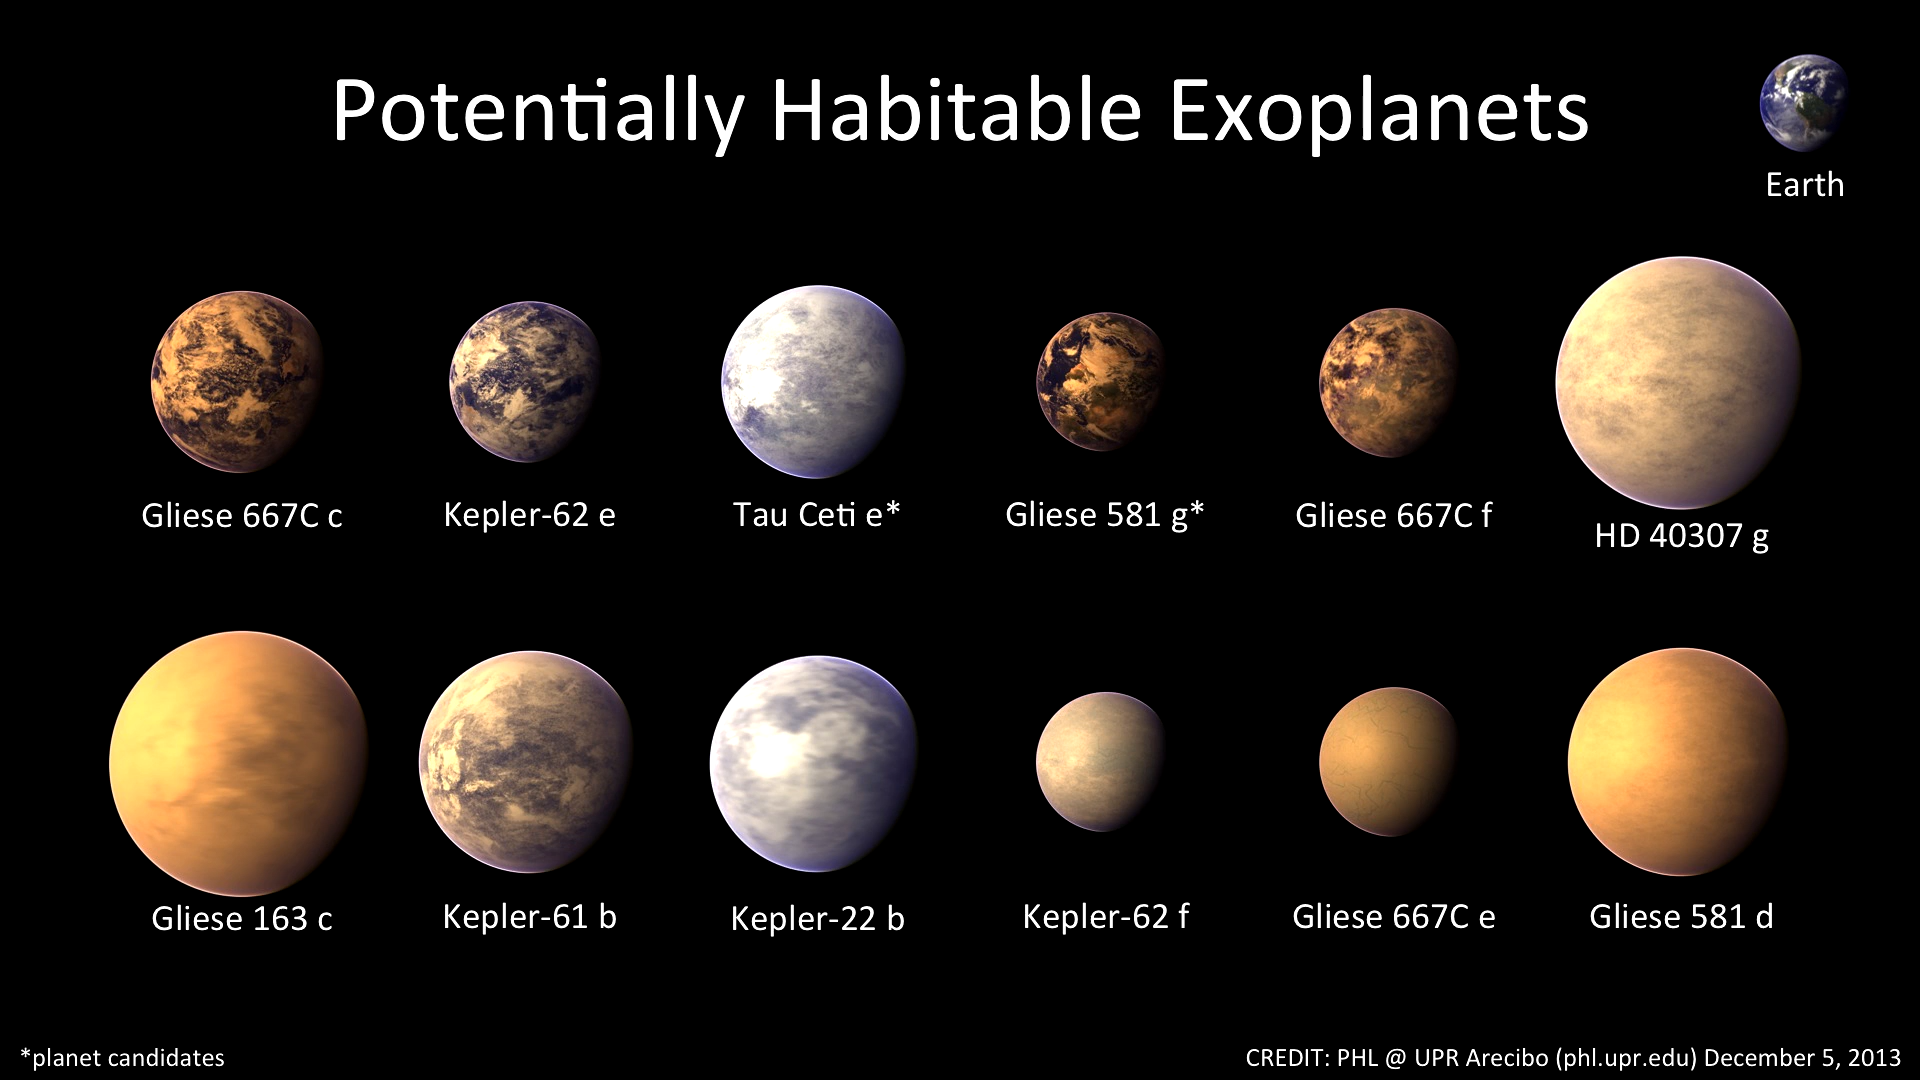 Potentially Habitable Exoplanets
Earth
Gliese 667C c
Kepler-62 e
Tau Ceti e*
Gliese 581 g*
Gliese 667C f
HD 40307 g
Gliese 163 c
Kepler-61 b
Kepler-22 b
Kepler-62 f
Gliese 667C e
Gliese 581 d
*planet candidates
CREDIT: PHL @ UPR Arecibo (phl.upr.edu) December 5, 2013